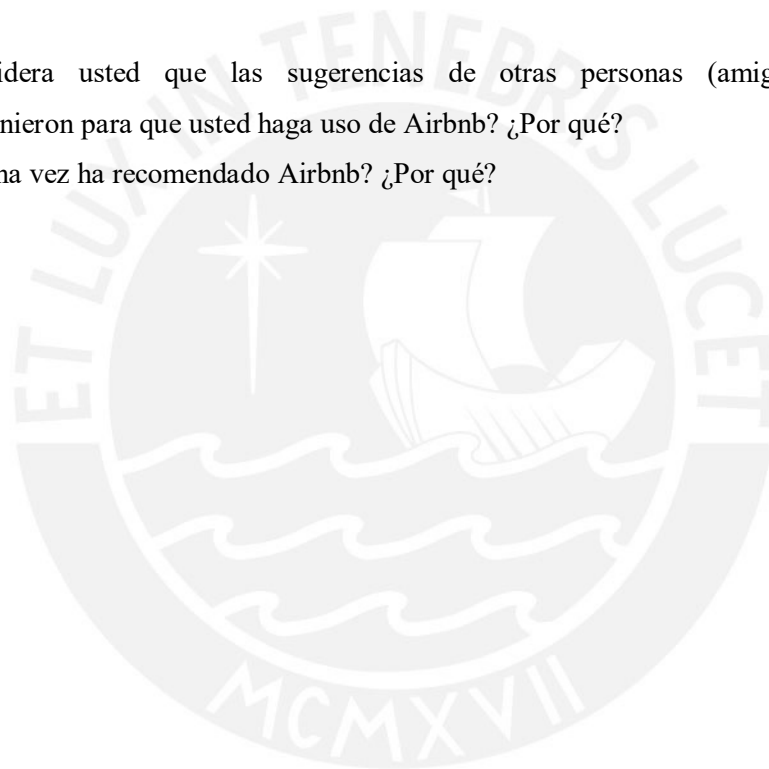 idera usted que las sugerencias de otras personas (amig
nieron para que usted haga uso de Airbnb? ¿Por qué?
na vez ha recomendado Airbnb? ¿Por qué?
ET LUX IN TENEBRIS LUCET
MCMXVII